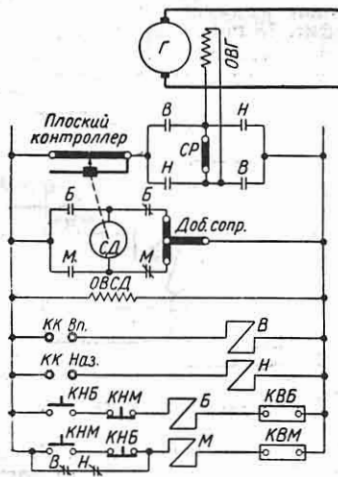 Г
ОВГ
В Н
Плоский
контроллер
СР
Н В
Б Б
СД
Доб. сопр.
М. М
ОВСД
КК Вп. В
КК Наз. Н
КНБ КНМ Б КВБ
КНМ КНБ М КВМ
В Н